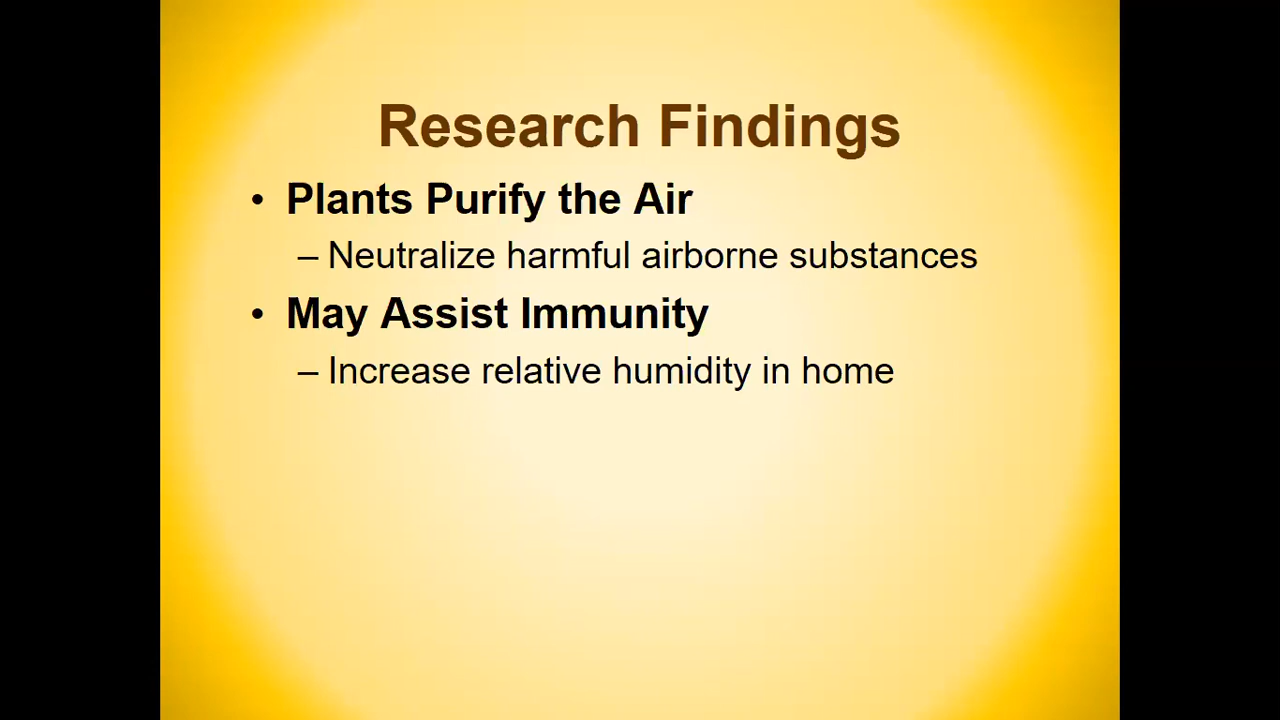 Research Findings
• Plants Purify the Air
– Neutralize harmful airborne substances
• May Assist Immunity
– Increase relative humidity in home